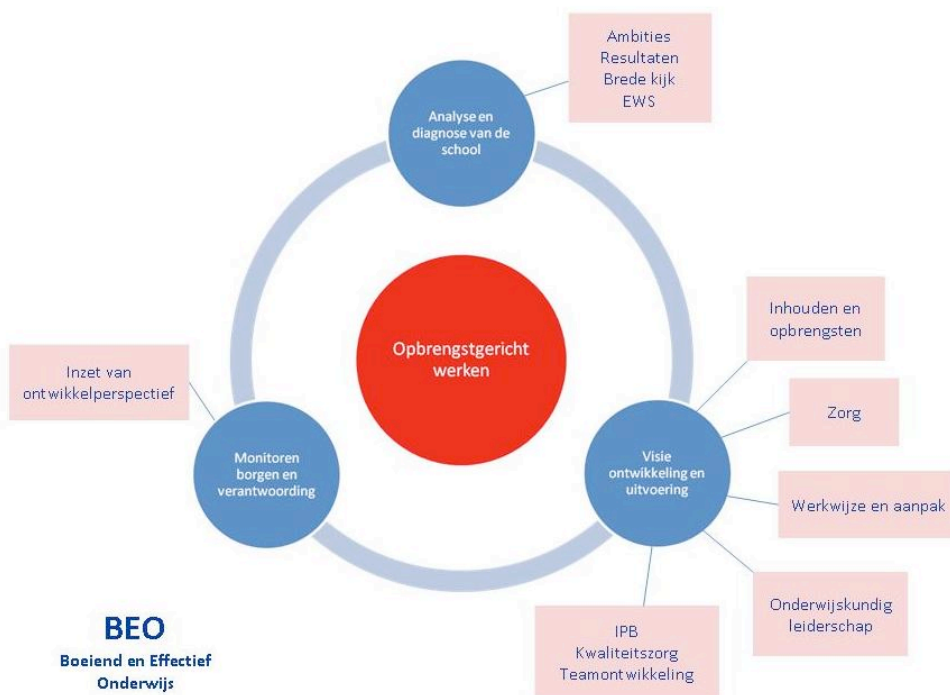 Ambities
Resultaten
Brede kijk
EWS
Analyse en
diagnose van de
school
Inhouden en
opbrengsten
Opbrengstgericht
werken
Inzet van
ontwikkelperspectief
Zorg
Monitoren
borgen en
verantwoording
Visie
ontwikkeling en
uitvoering
Werkwijze en aanpak
Onderwijskundig
leiderschap
IPB
Kwaliteitszorg
Teamontwikkeling
BEO
Boeiend en Effectief
Onderwijs